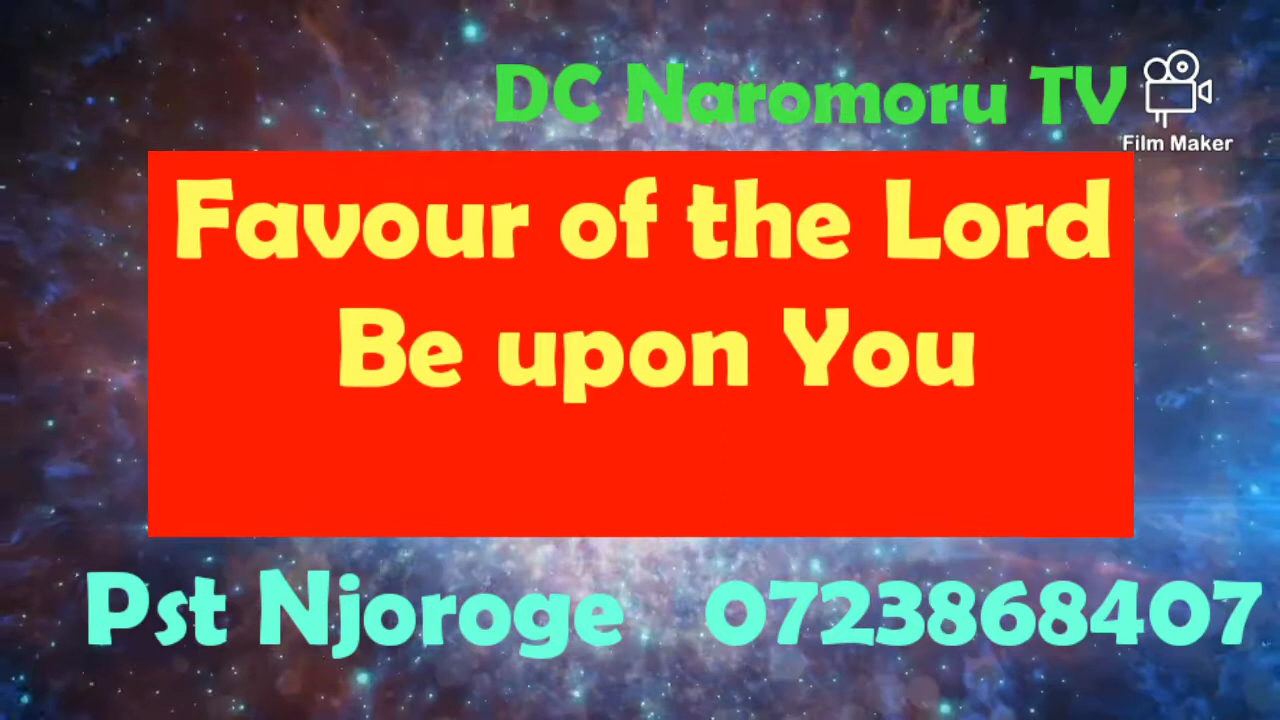 DC Naromoru TV
Film Maker
Favour of the Lord
Be upon You
Pst Njoroge 0723868407